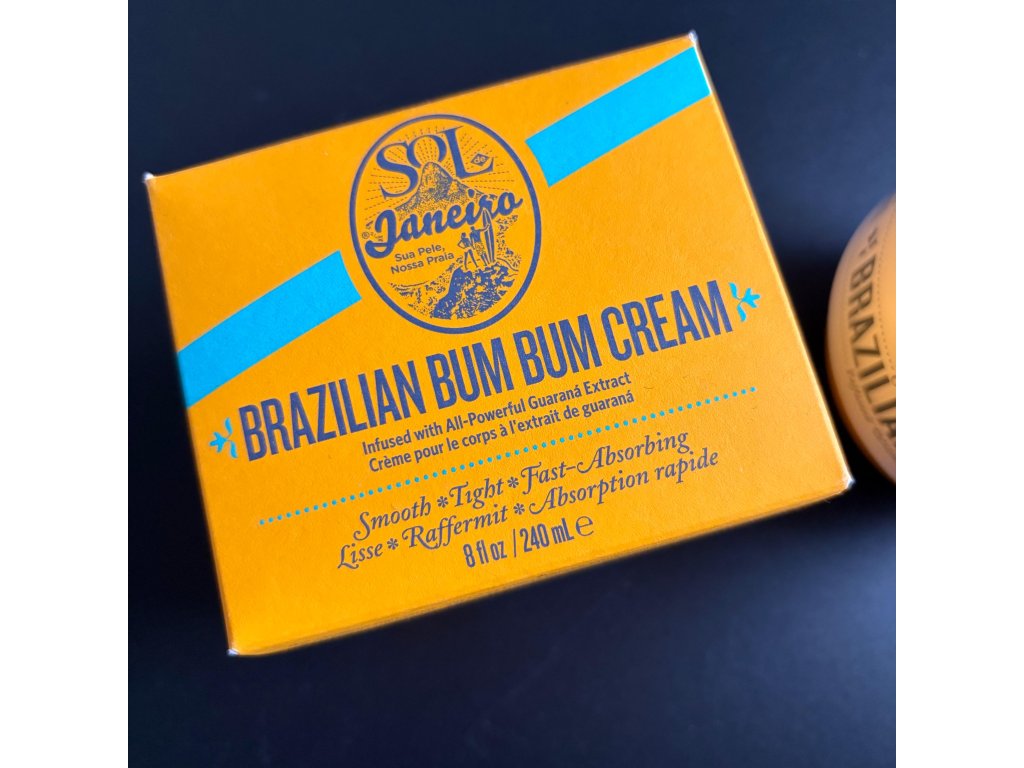 SOL de
Janeiro
®
Sua Pele,
Nossa Praia
BRAZILIAN BUM BUM CREAM
Infused with All-Powerful Guaraná Extract
Crème pour le corps à l'extrait de guaraná
Smooth * Tight * Fast-Absorbing
Lisse * Raffermit * Absorption rapide
8 fl oz / 240 mL ℮
BRAZILIA